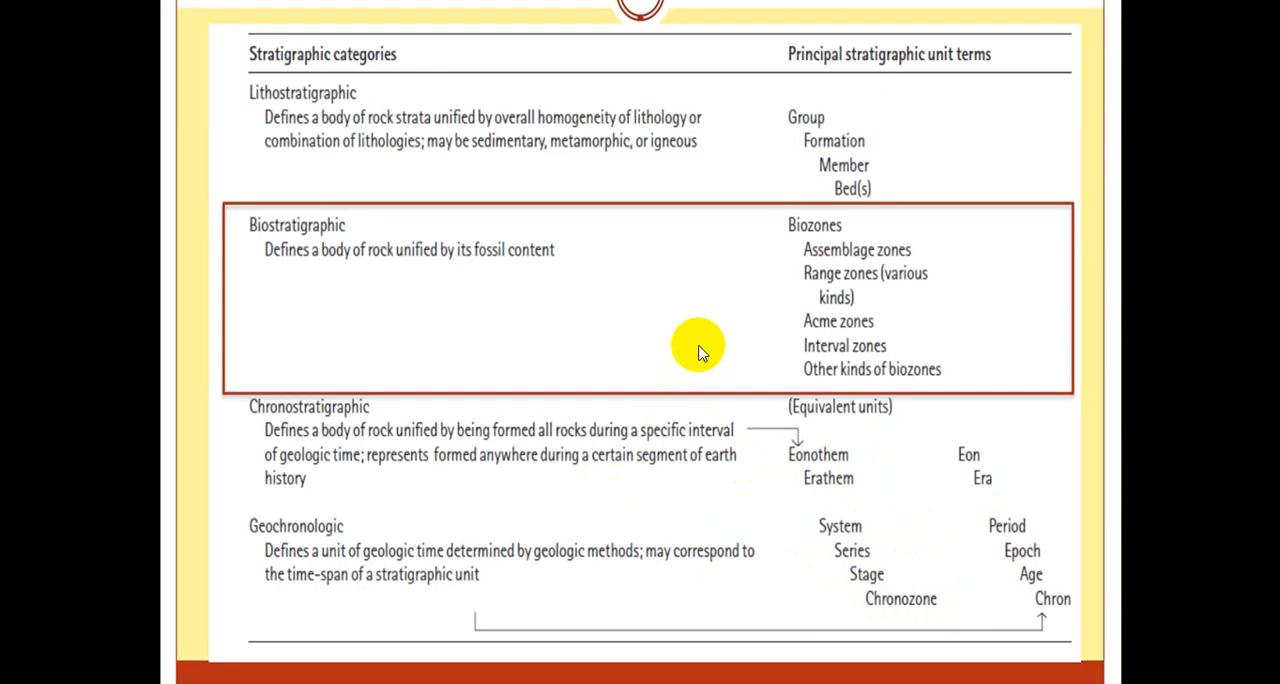 Stratigraphic categories Principal stratigraphic unit terms
Lithostratigraphic
Defines a body of rock strata unified by overall homogeneity of lithology or Group
combination of lithologies; may be sedimentary, metamorphic, or igneous Formation
Member
Bed(s)
Biostratigraphic Biozones
Defines a body of rock unified by its fossil content Assemblage zones
Range zones (various
kinds)
Acme zones
Interval zones
Other kinds of biozones
Chronostratigraphic (Equivalent units)
Defines a body of rock unified by being formed all rocks during a specific interval
of geologic time; represents formed anywhere during a certain segment of earth Eonothem Eon
history Erathem Era
Geochronologic System Period
Defines a unit of geologic time determined by geologic methods; may correspond to Series Epoch
the time-span of a stratigraphic unit Stage Age
Chronozone Chron